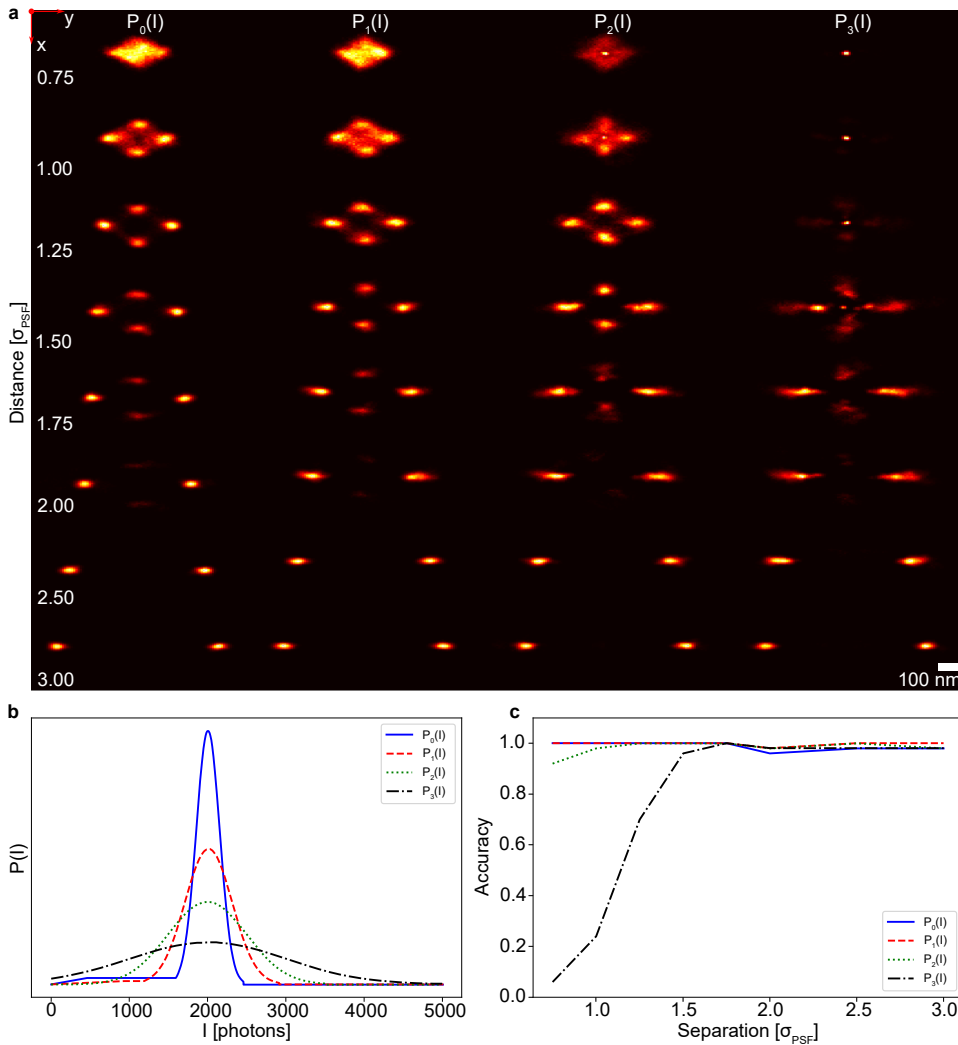 a
y
x
P₀(I) P₁(I) P₂(I) P₃(I)
Distance [σ_PSF]
0.75
1.00
1.25
1.50
1.75
2.00
2.50
3.00
100 nm
b
P(I)
P₀(I)
P₁(I)
P₂(I)
P₃(I)
0 1000 2000 3000 4000 5000
I [photons]
c
Accuracy
1.0
0.8
0.6
0.4
0.2
0.0
P₀(I)
P₁(I)
P₂(I)
P₃(I)
1.0 1.5 2.0 2.5 3.0
Separation [σ_PSF]